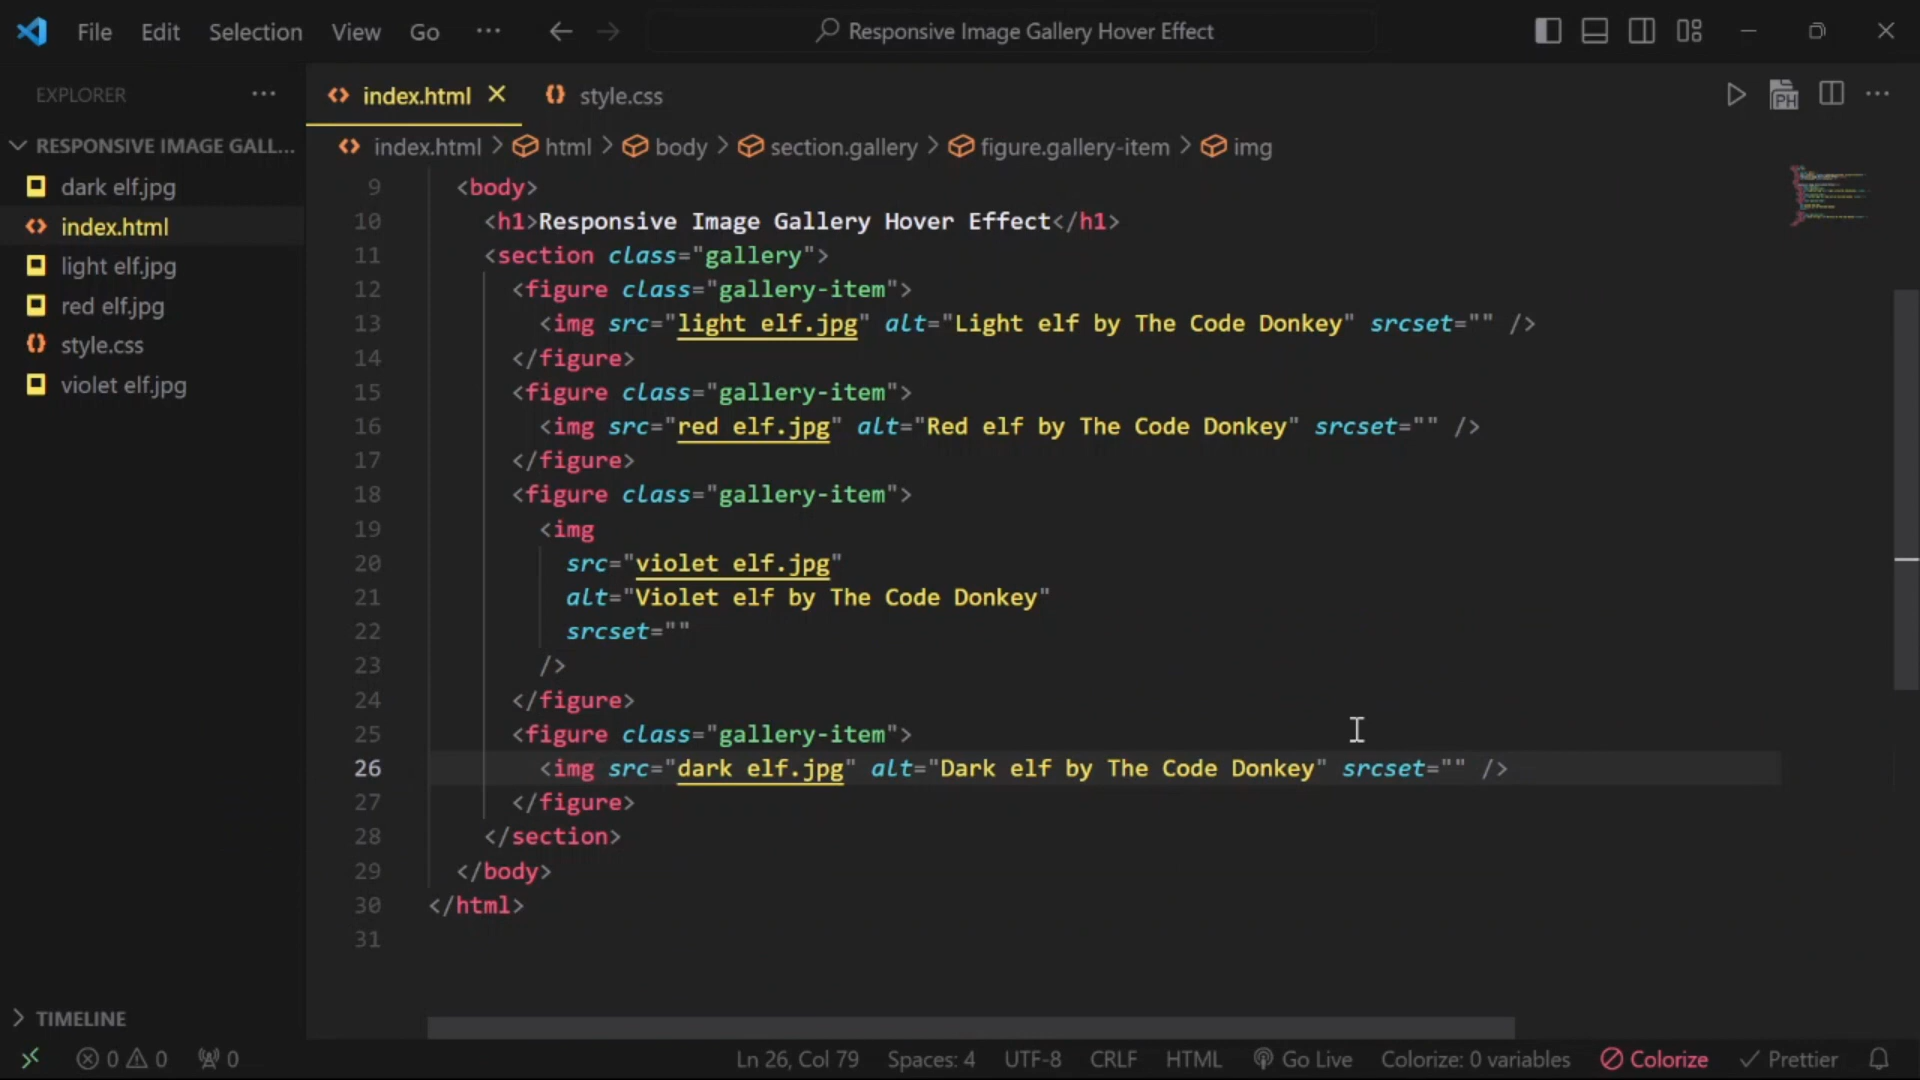 File Edit Selection View Go ··· Responsive Image Gallery Hover Effect
EXPLORER ···
RESPONSIVE IMAGE GALL...
dark elf.jpg
index.html
light elf.jpg
red elf.jpg
style.css
violet elf.jpg
TIMELINE
index.html style.css PH ···
index.html > html > body > section.gallery > figure.gallery-item > img
9 <body>
10 <h1>Responsive Image Gallery Hover Effect</h1>
11 <section class="gallery">
12 <figure class="gallery-item">
13 <img src="light elf.jpg" alt="Light elf by The Code Donkey" srcset="" />
14 </figure>
15 <figure class="gallery-item">
16 <img src="red elf.jpg" alt="Red elf by The Code Donkey" srcset="" />
17 </figure>
18 <figure class="gallery-item">
19 <img
20 src="violet elf.jpg"
21 alt="Violet elf by The Code Donkey"
22 srcset=""
23 />
24 </figure>
25 <figure class="gallery-item">
26 <img src="dark elf.jpg" alt="Dark elf by The Code Donkey" srcset="" />
27 </figure>
28 </section>
29 </body>
30 </html>
31
0 0 0 Ln 26, Col 79 Spaces: 4 UTF-8 CRLF HTML Go Live Colorize: 0 variables Colorize Prettier